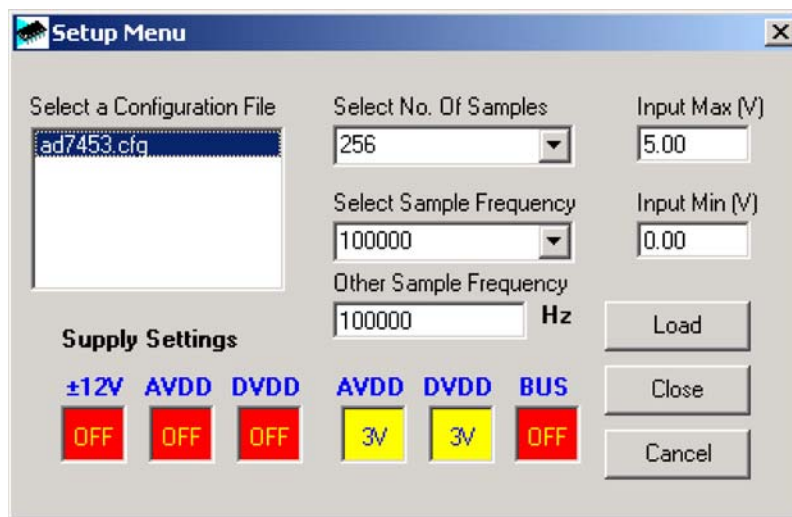 Setup Menu
Select a Configuration File
ad7453.cfg
Select No. Of Samples
256
Input Max (V)
5.00
Select Sample Frequency
100000
Input Min (V)
0.00
Other Sample Frequency
100000 Hz
Supply Settings
±12V AVDD DVDD AVDD DVDD BUS
OFF OFF OFF 3V 3V OFF
Load
Close
Cancel